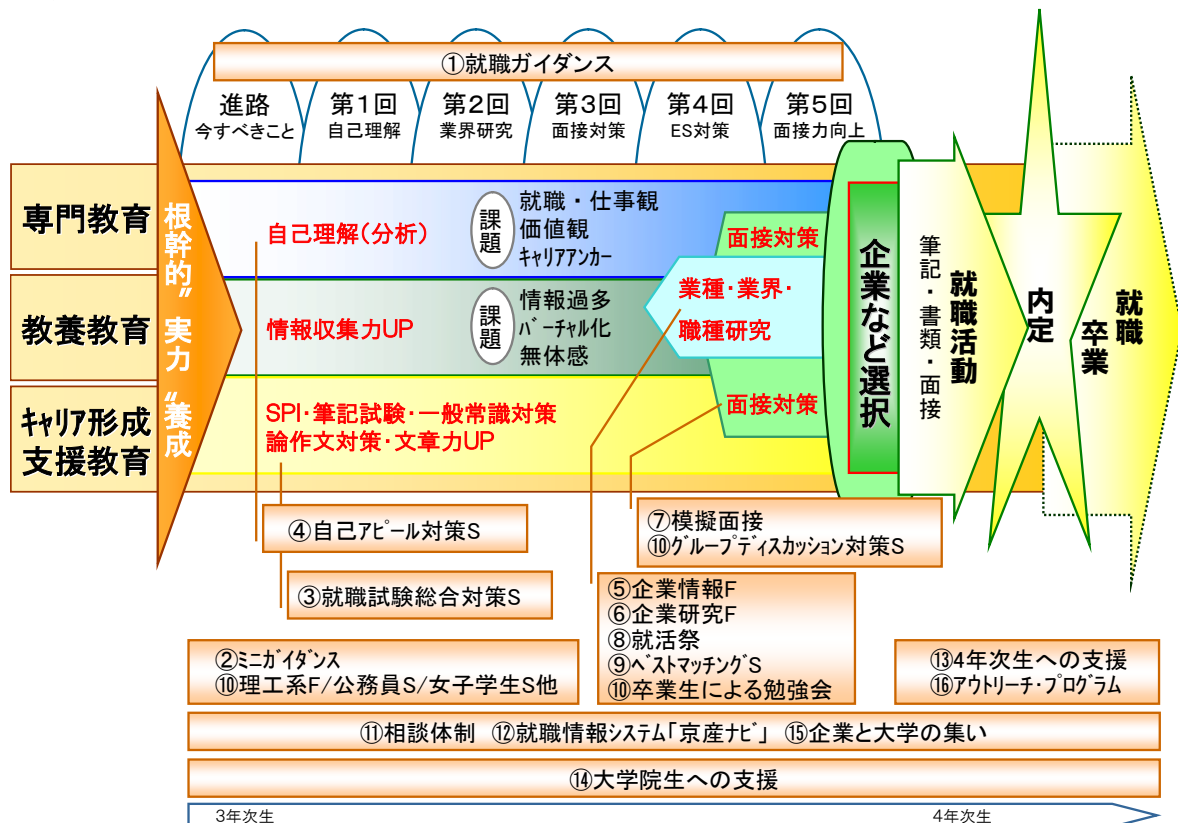 ①就職ガイダンス
進路
今すべきこと
第1回
自己理解
第2回
業界研究
第3回
面接対策
第4回
ES対策
第5回
面接力向上
専門教育
教養教育
キャリア形成
支援教育
根幹的〝実力〟養成
自己理解(分析)
課題
就職・仕事観
価値観
キャリアアンカー
情報収集力UP
課題
情報過多
バーチャル化
無体感
SPI・筆記試験・一般常識対策
論作文対策・文章力UP
面接対策
業種・業界・
職種研究
面接対策
企業など選択
就職活動
筆記・書類・面接
内定
就職
卒業
④自己アピール対策S
③就職試験総合対策S
⑦模擬面接
⑩グループディスカッション対策S
⑤企業情報F
⑥企業研究F
⑧就活祭
⑨ベストマッチングS
⑩卒業生による勉強会
②ミニガイダンス
⑩理工系F/公務員S/女子学生S他
⑬4年次生への支援
⑯アウトリーチ・プログラム
⑪相談体制 ⑫就職情報システム「京産ナビ」 ⑮企業と大学の集い
⑭大学院生への支援
3年次生
4年次生